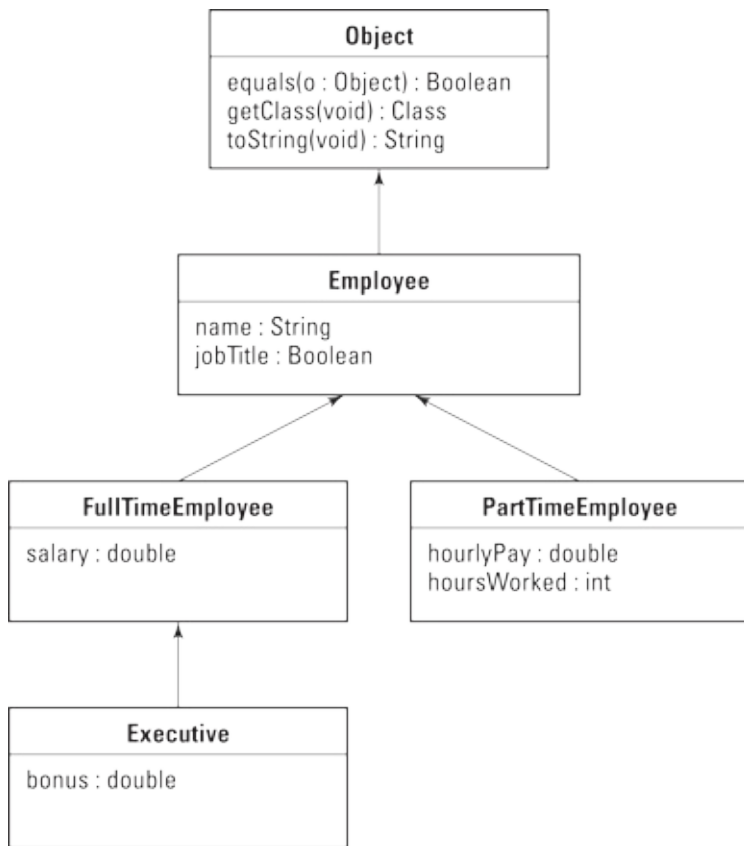 Object
equals(o : Object) : Boolean
getClass(void) : Class
toString(void) : String
Employee
name : String
jobTitle : Boolean
FullTimeEmployee
salary : double
PartTimeEmployee
hourlyPay : double
hoursWorked : int
Executive
bonus : double